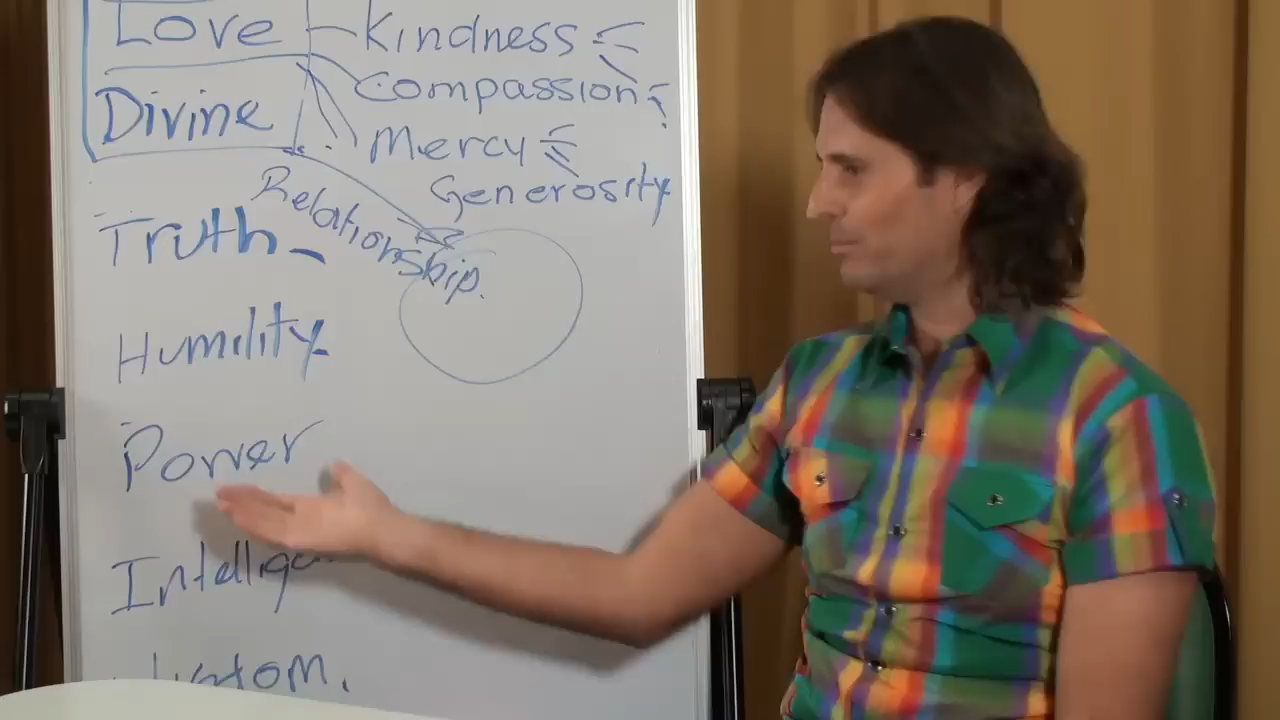 Love
Kindness
Compassion
Divine
Mercy
Generosity
Relationship.
Truth
Humility
Power